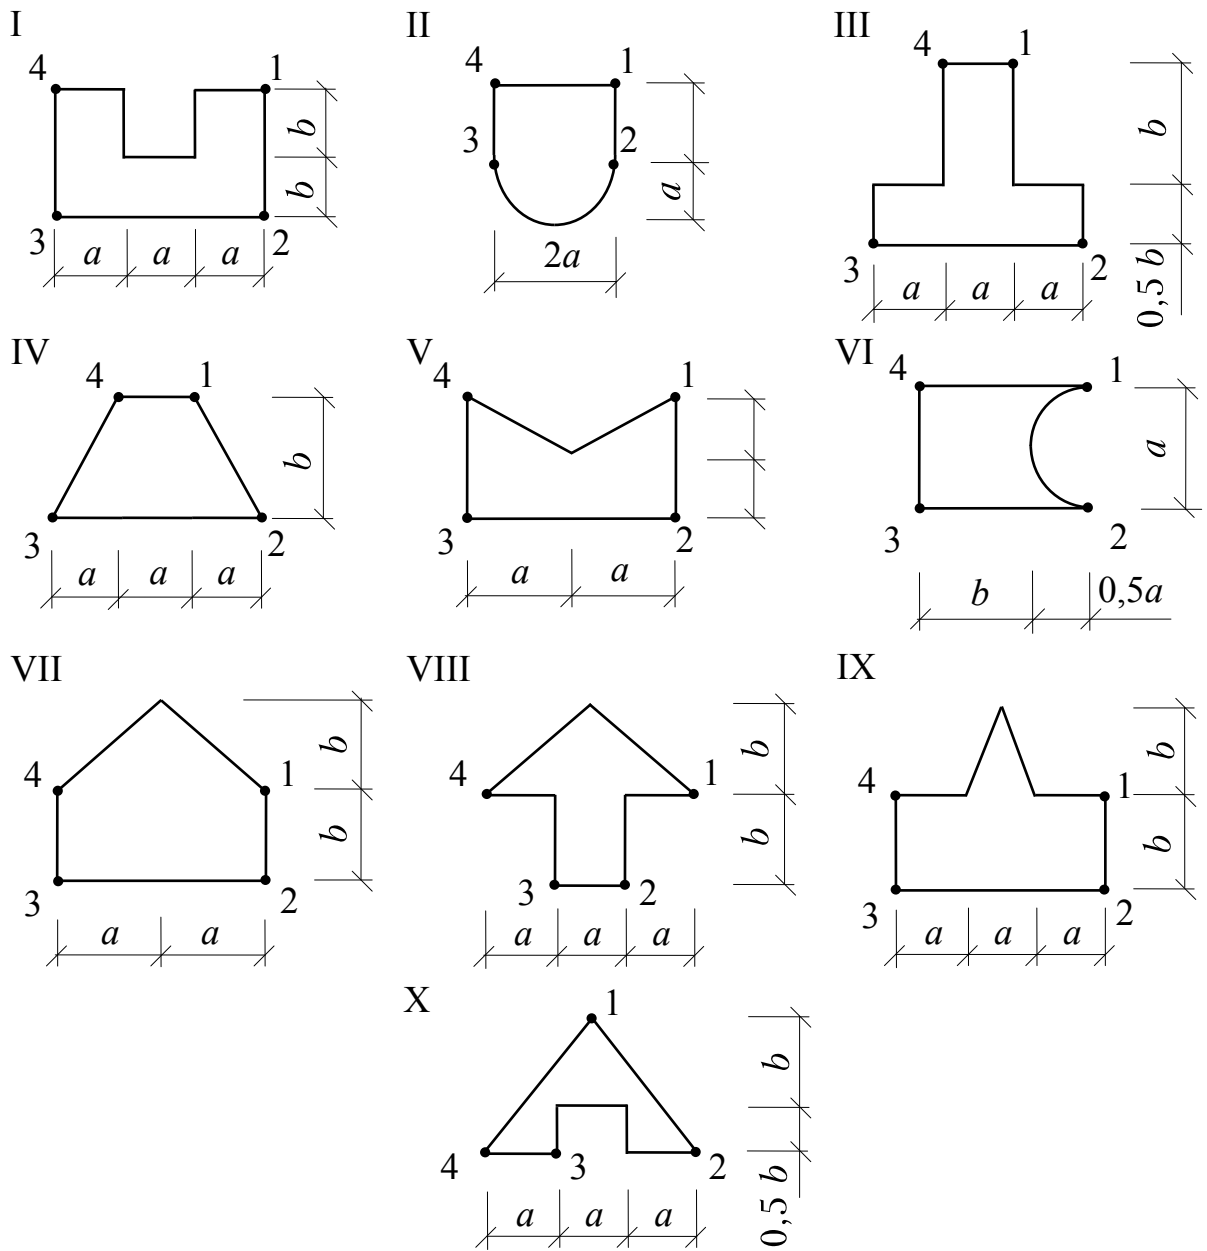 I II III
4 1 b b 3 2 a a a
4 1 3 2 a 2a
4 1 b 3 2 0,5 b a a a
IV V VI
4 1 b 3 2 a a a
4 1 3 2 a a
4 1 a 3 2 b 0,5a
VII VIII IX
4 1 b b 3 2 a a
4 1 b b 3 2 a a a
4 1 b b 3 2 a a a
X
1 b 4 3 2 0,5 b a a a